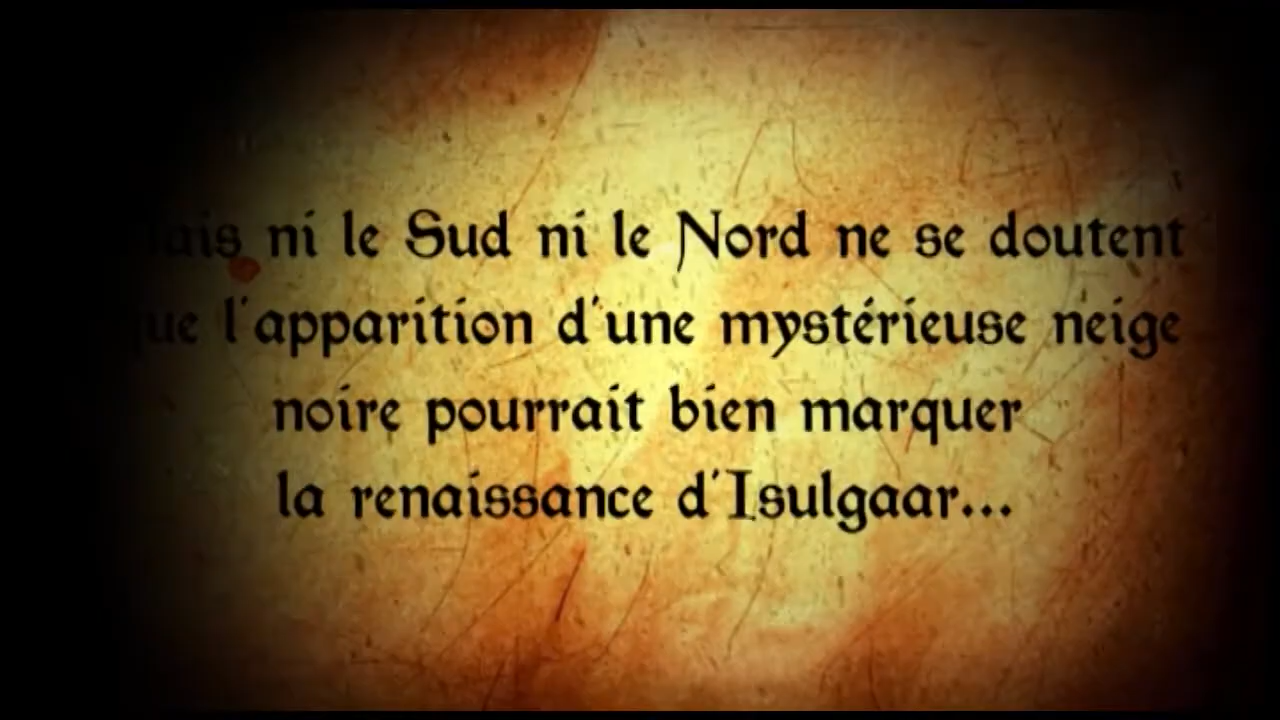 Mais ni le Sud ni le Nord ne se doutent
que l'apparition d'une mystérieuse neige
noire pourrait bien marquer
la renaissance d'Isulgaar...